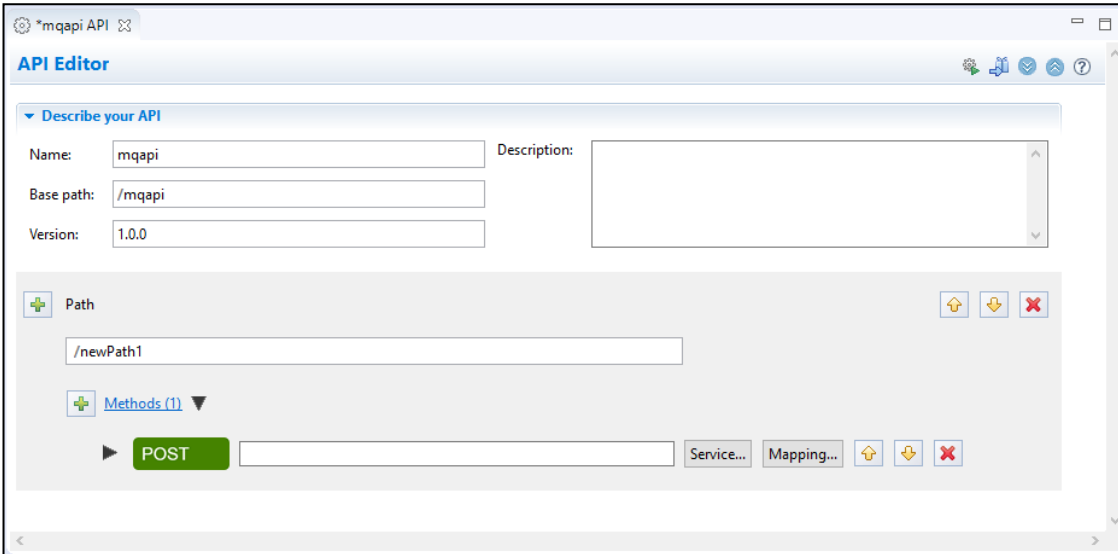 *mqapi API
API Editor
Describe your API
Name: mqapi Description:
Base path: /mqapi
Version: 1.0.0
Path
/newPath1
Methods (1)
POST Service... Mapping...